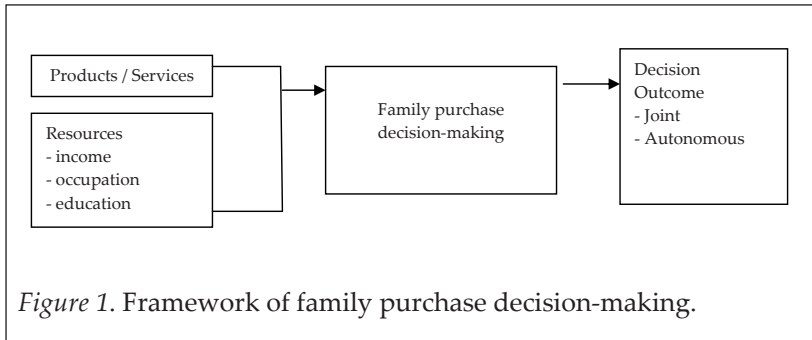 Products / Services
Resources
- income
- occupation
- education
Family purchase
decision-making
Decision
Outcome
- Joint
- Autonomous
Figure 1. Framework of family purchase decision-making.